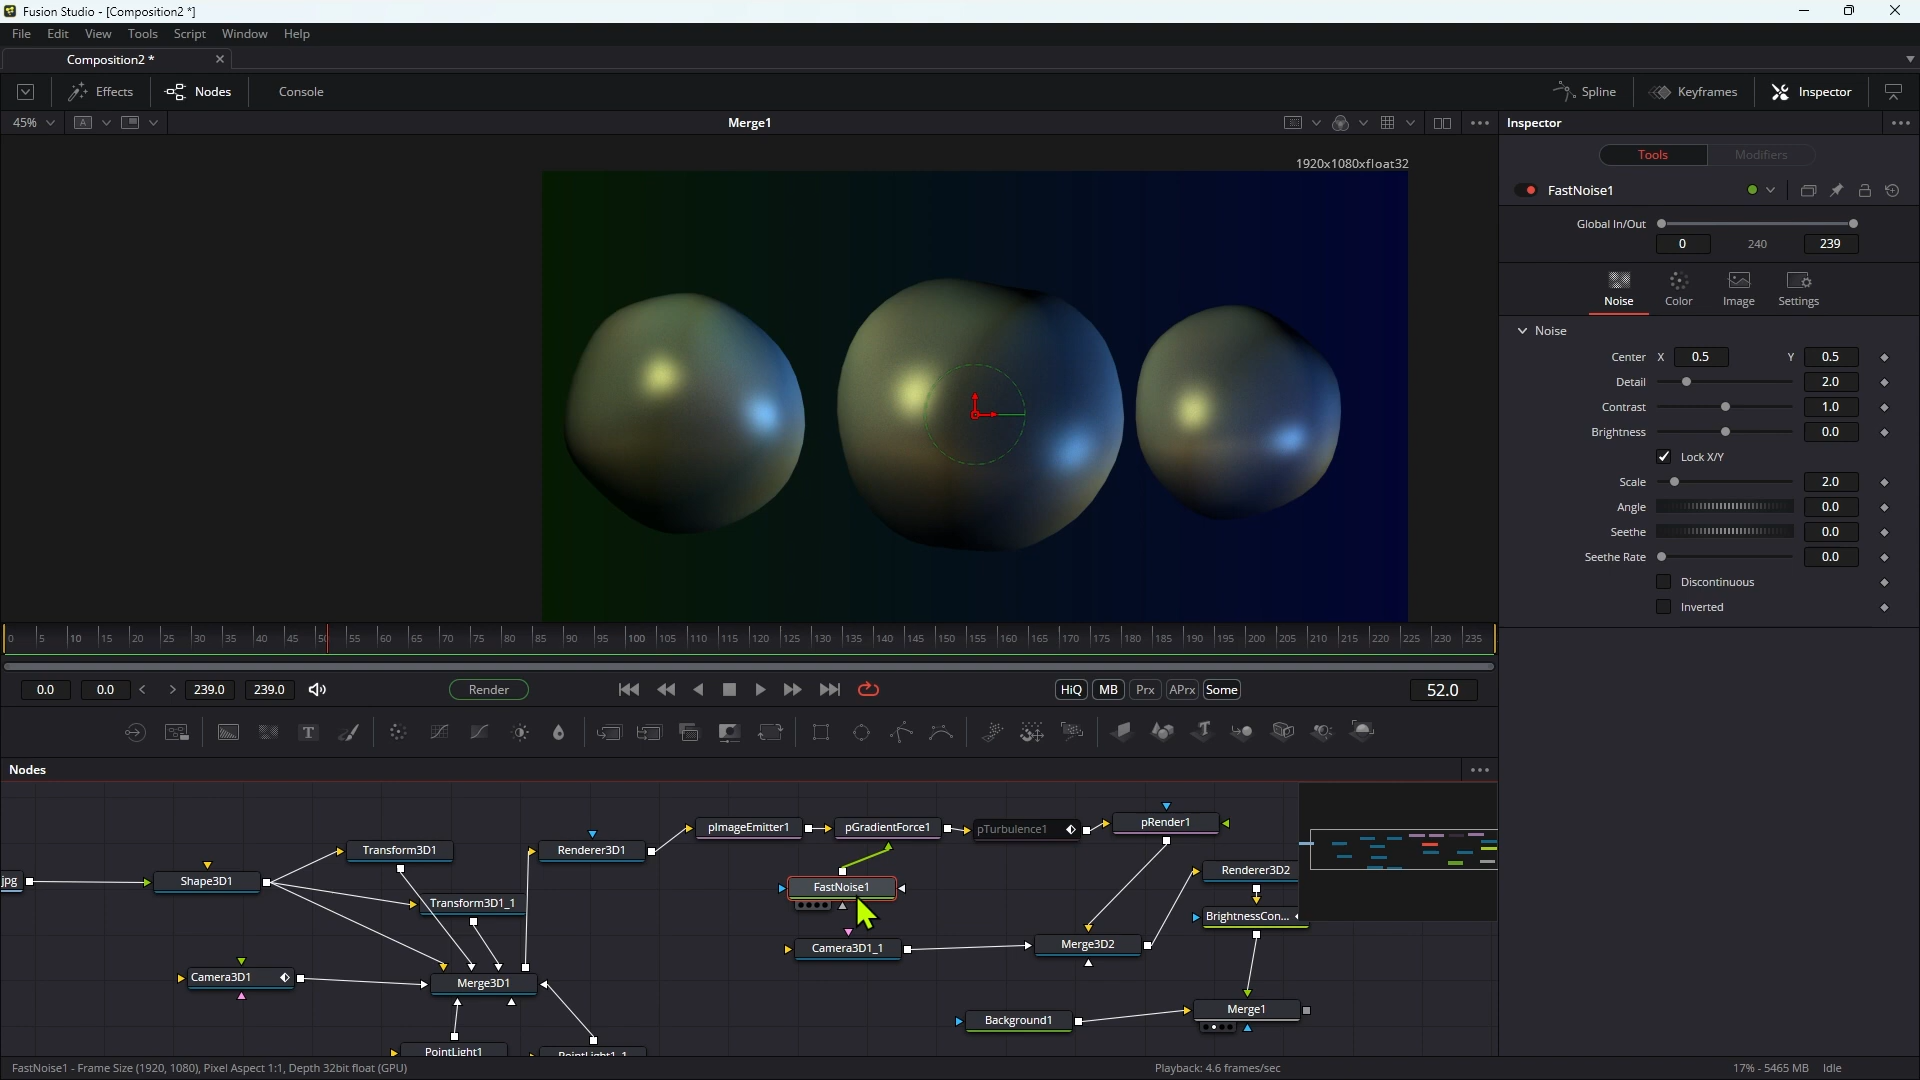 Fusion Studio - [Composition2 *]
File Edit View Tools Script Window Help
Composition2 *
Effects Nodes Console Spline Keyframes Inspector
45% A Merge1 Inspector
1920x1080xfloat32
Tools Modifiers
FastNoise1
Global In/Out
0 240 239
Noise Color Image Settings
Noise
Center X 0.5 Y 0.5
Detail 2.0
Contrast 1.0
Brightness 0.0
Lock X/Y
Scale 2.0
Angle 0.0
Seethe 0.0
Seethe Rate 0.0
Discontinuous
Inverted
0 5 10 15 20 25 30 35 40 45 50 55 60 65 70 75 80 85 90 95 100 105 110 115 120 125 130 135 140 145 150 155 160 165 170 175 180 185 190 195 200 205 210 215 220 225 230 235
0.0 0.0 < > 239.0 239.0 Render HiQ MB Prx APrx Some 52.0
Nodes
jpg
Shape3D1
Transform3D1
Transform3D1_1
Camera3D1
Merge3D1
PointLight1
PointLight1_1
Renderer3D1
pImageEmitter1
pGradientForce1
pTurbulence1
pRender1
FastNoise1
Camera3D1_1
Merge3D2
Renderer3D2
BrightnessCon...
Background1
Merge1
FastNoise1 - Frame Size (1920, 1080), Pixel Aspect 1:1, Depth 32bit float (GPU)
Playback: 4.6 frames/sec
17% - 5465 MB Idle